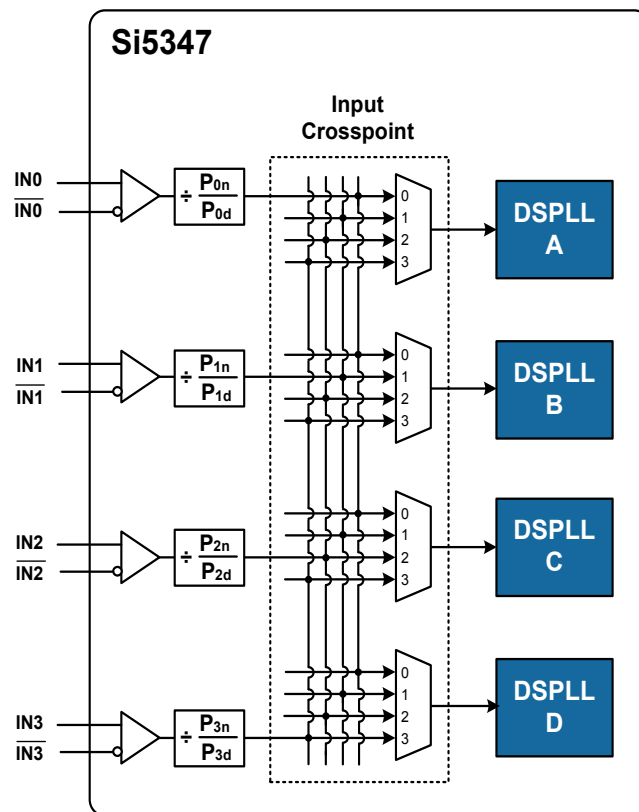 Si5347
Input
Crosspoint
IN0
IN0
÷ P0n
P0d
0
1
2
3
DSPLL
A
IN1
IN1
÷ P1n
P1d
0
1
2
3
DSPLL
B
IN2
IN2
÷ P2n
P2d
0
1
2
3
DSPLL
C
IN3
IN3
÷ P3n
P3d
0
1
2
3
DSPLL
D